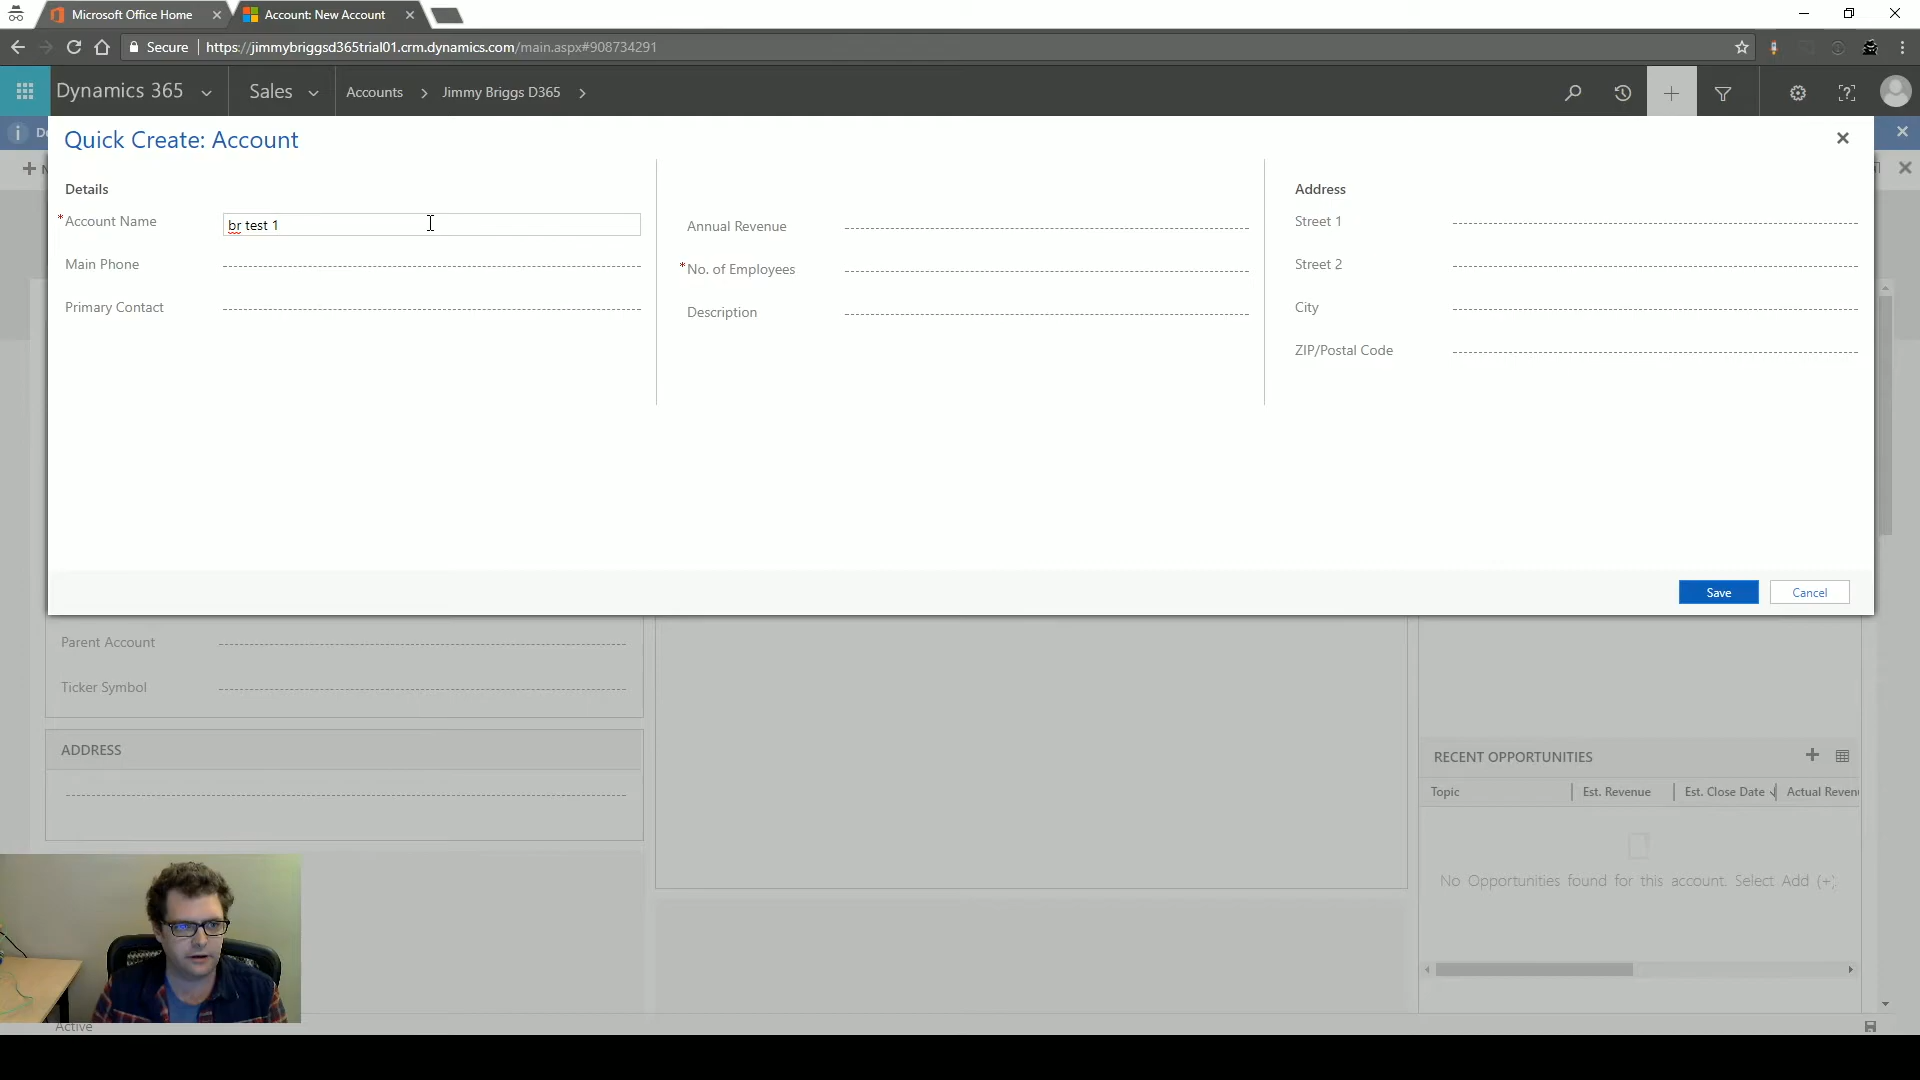 Microsoft Office Home
Account: New Account
Secure
https://jimmybriggsd365trial01.crm.dynamics.com/main.aspx#908734291
Dynamics 365
Sales
Accounts > Jimmy Briggs D365 >
Quick Create: Account
Details
* Account Name
br test 1
Main Phone
Primary Contact
Annual Revenue
* No. of Employees
Description
Address
Street 1
Street 2
City
ZIP/Postal Code
Save
Cancel
Parent Account
Ticker Symbol
ADDRESS
RECENT OPPORTUNITIES
Topic
Est. Revenue
Est. Close Date
Actual Reven
No Opportunities found for this account. Select Add (+).
Active